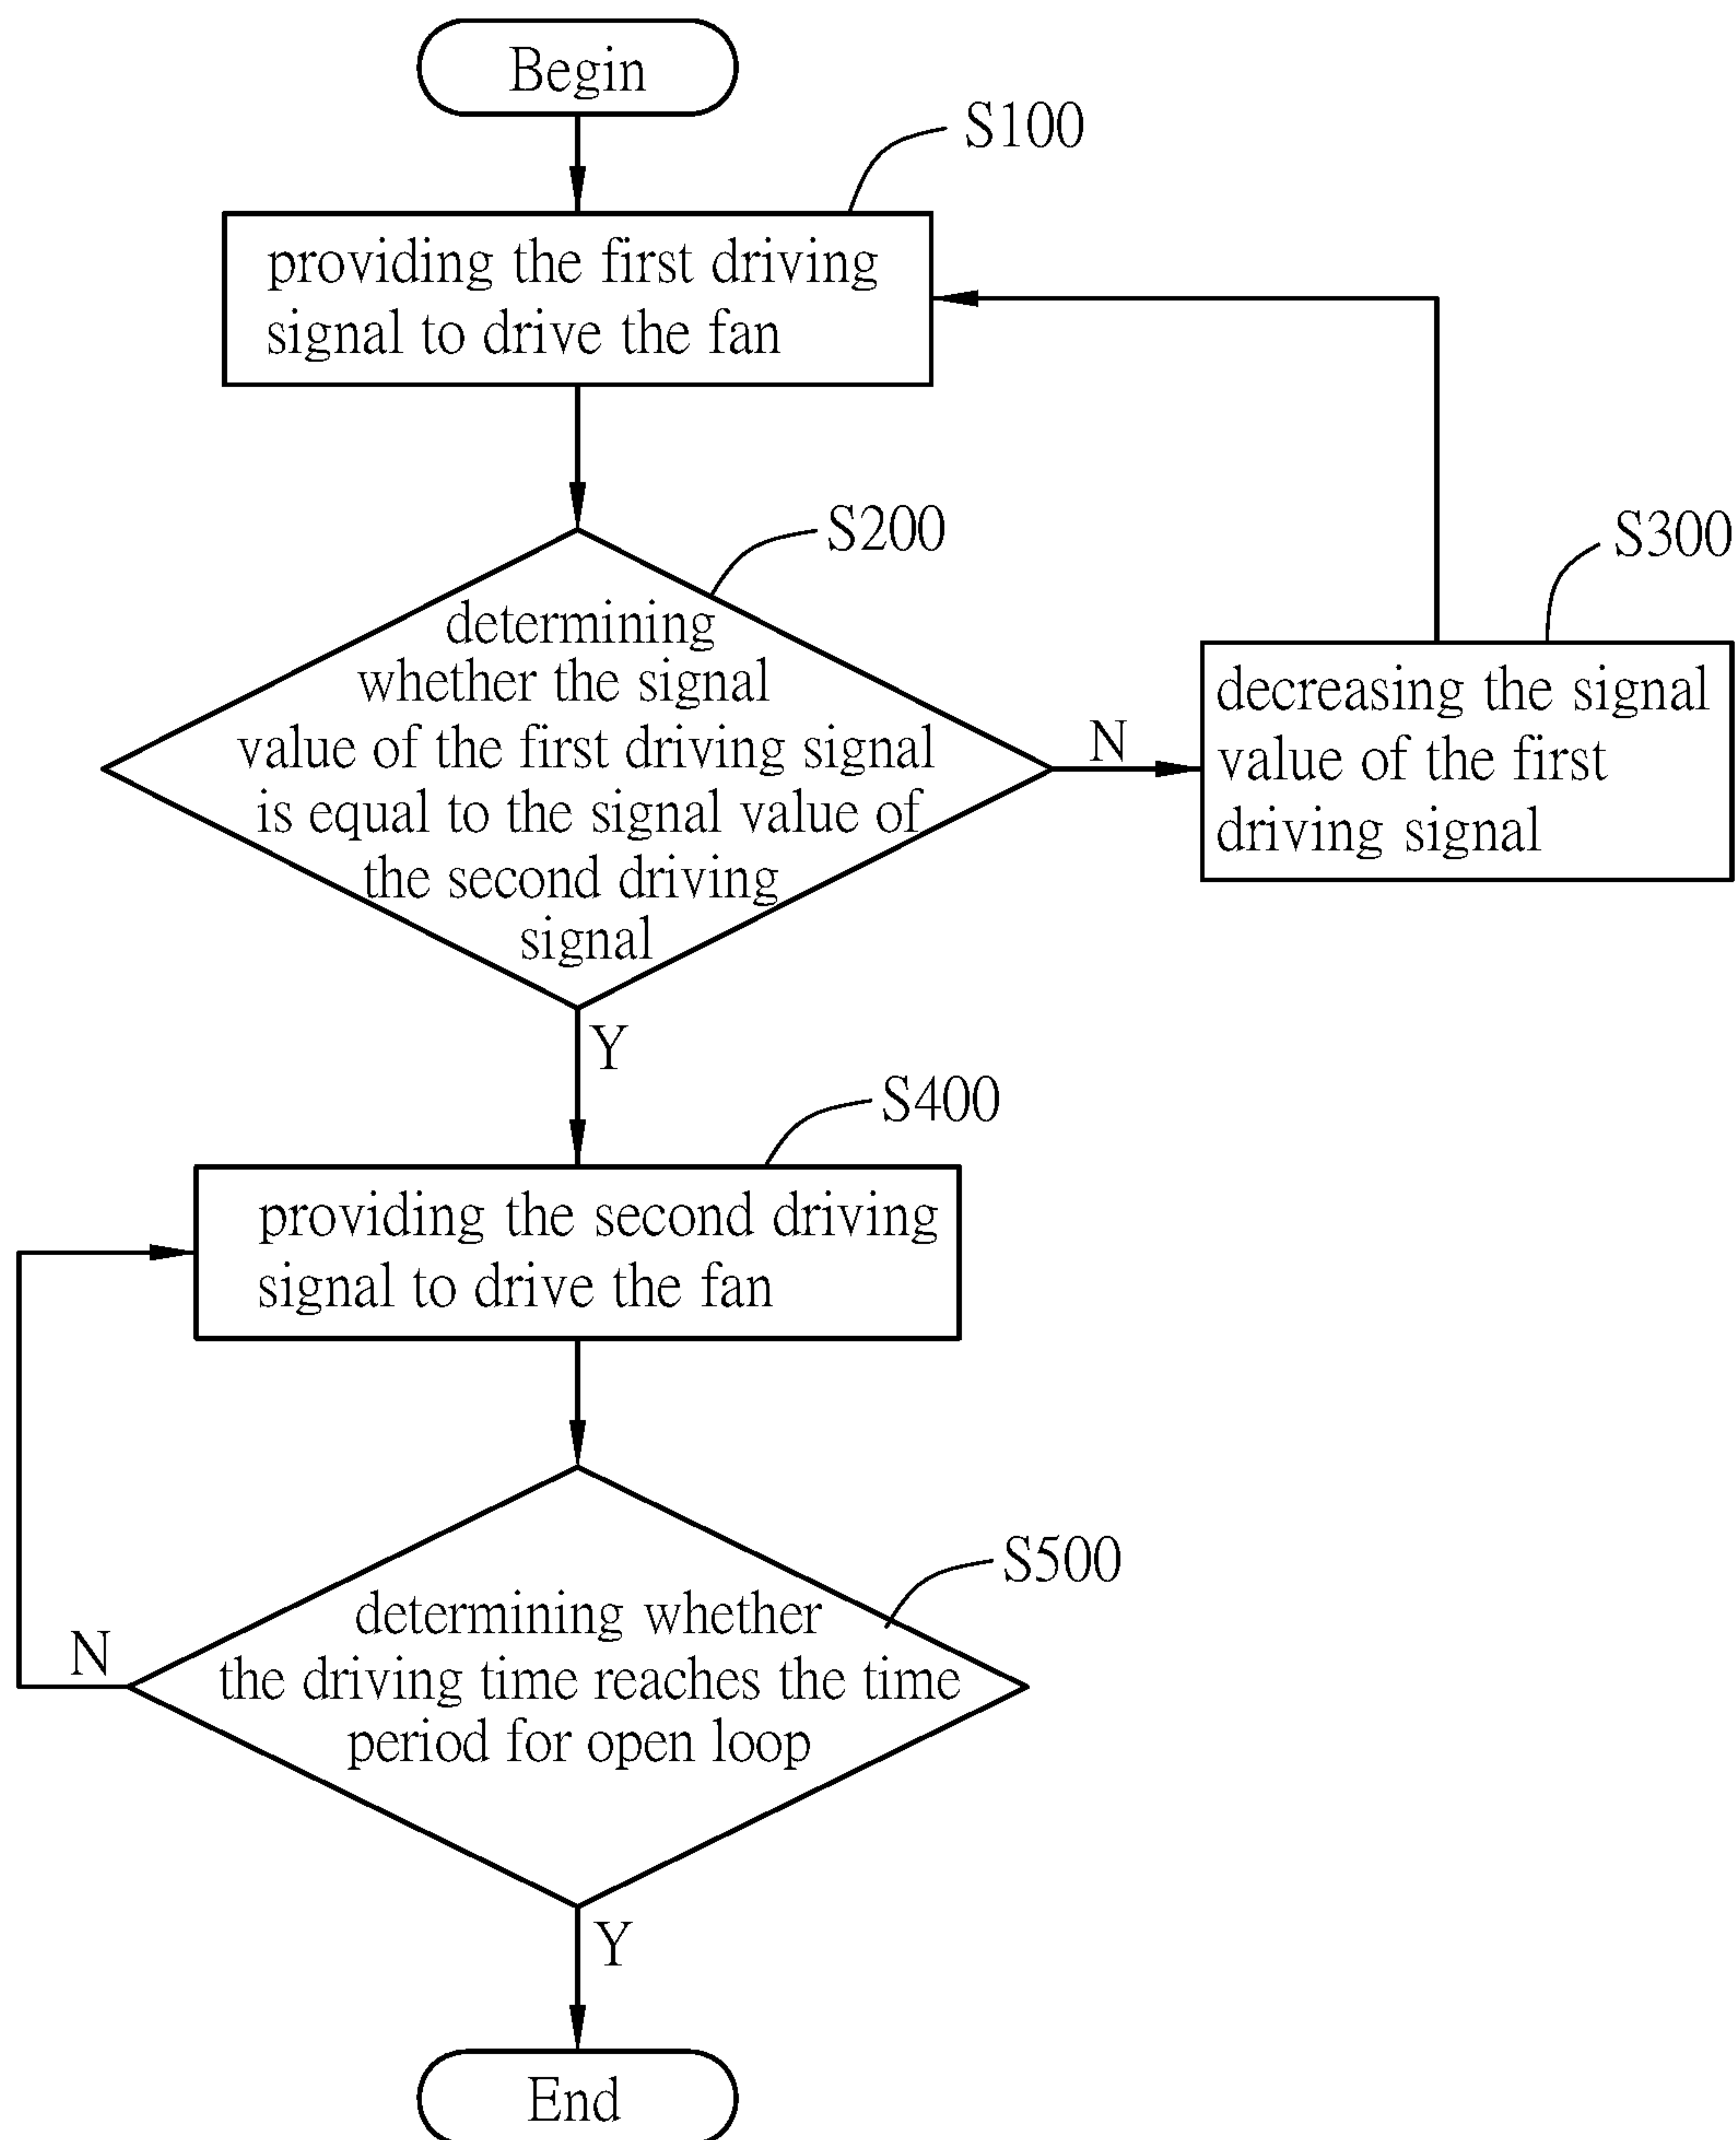 Begin
S100
providing the first driving
signal to drive the fan
S200
S300
determining
whether the signal
value of the first driving signal
is equal to the signal value of
the second driving
signal
N
decreasing the signal
value of the first
driving signal
Y
S400
providing the second driving
signal to drive the fan
S500
determining whether
the driving time reaches the time
period for open loop
N
Y
End